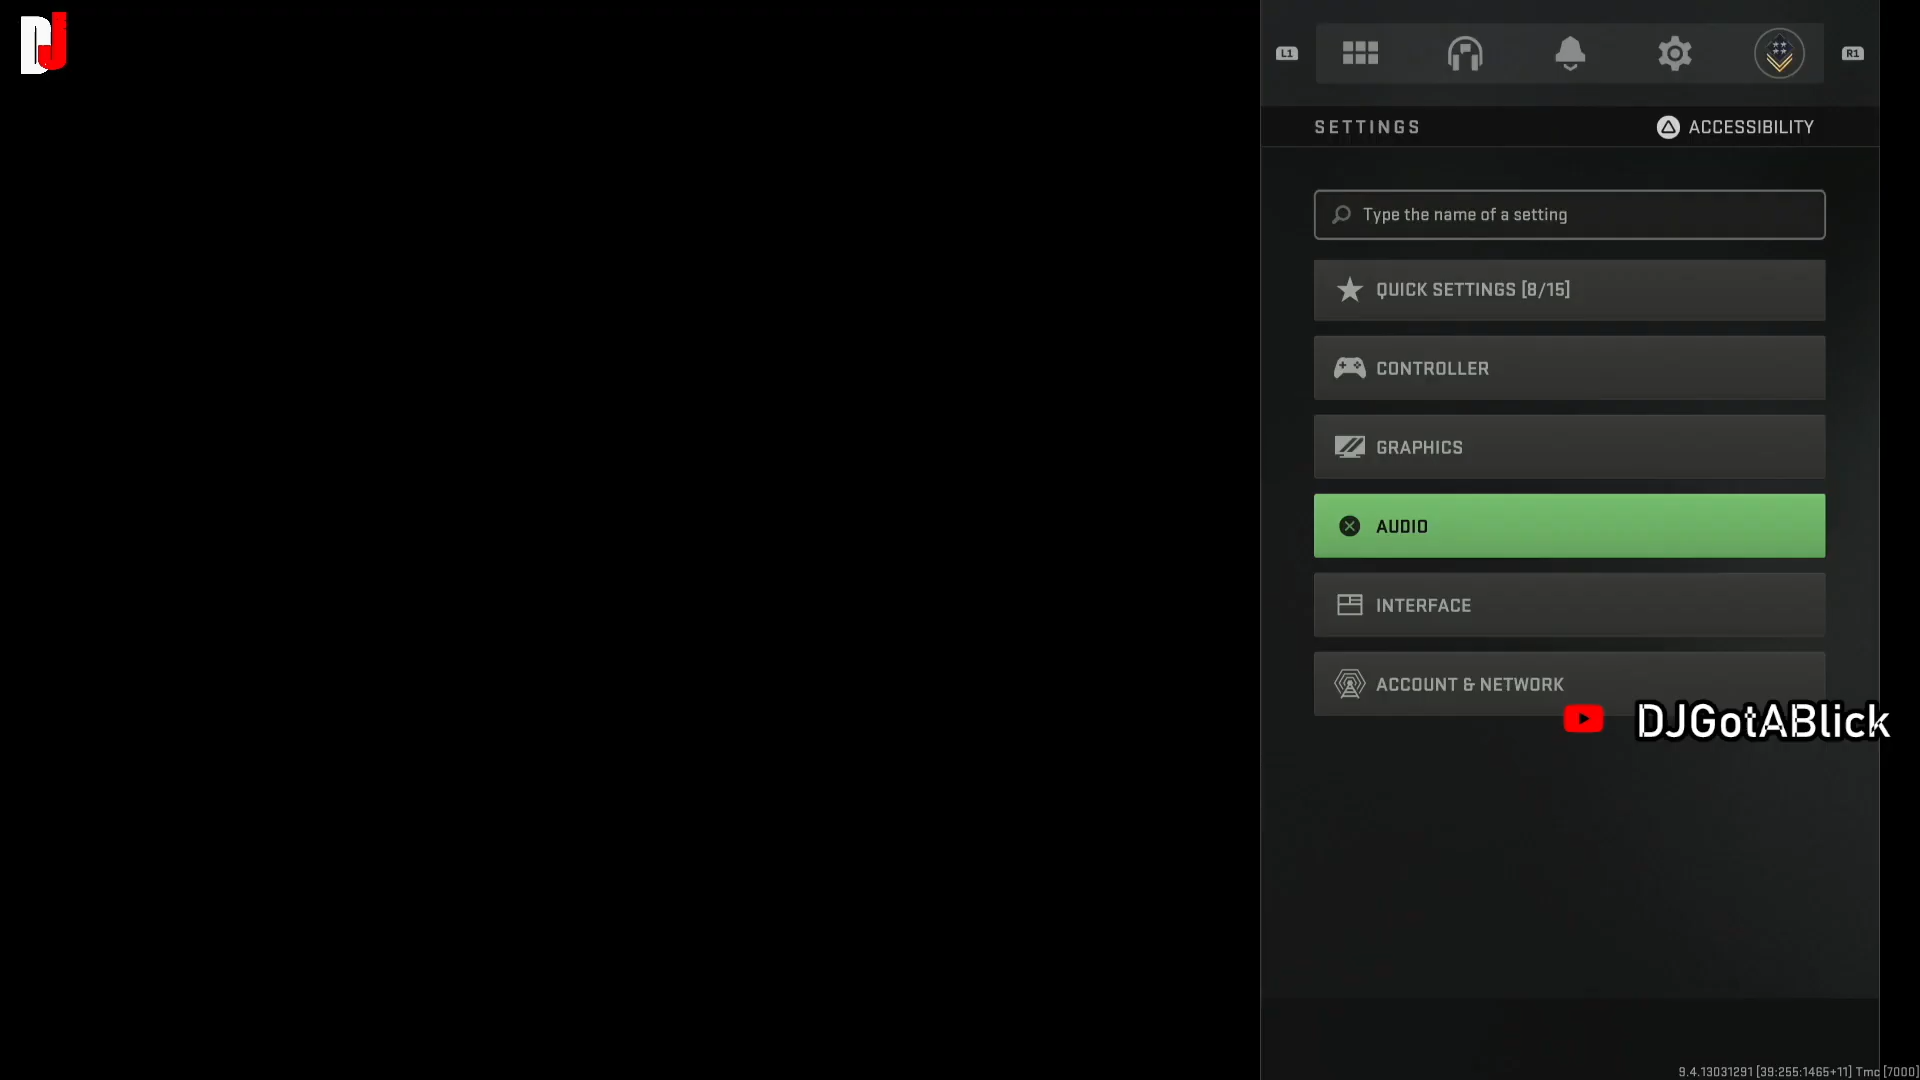 DJ
L1
R1
SETTINGS
ACCESSIBILITY
Type the name of a setting
QUICK SETTINGS [8/15]
CONTROLLER
GRAPHICS
AUDIO
INTERFACE
ACCOUNT & NETWORK
DJGotABlick
9.4.13031291 [39:255:1465+11] Tmc [7000]